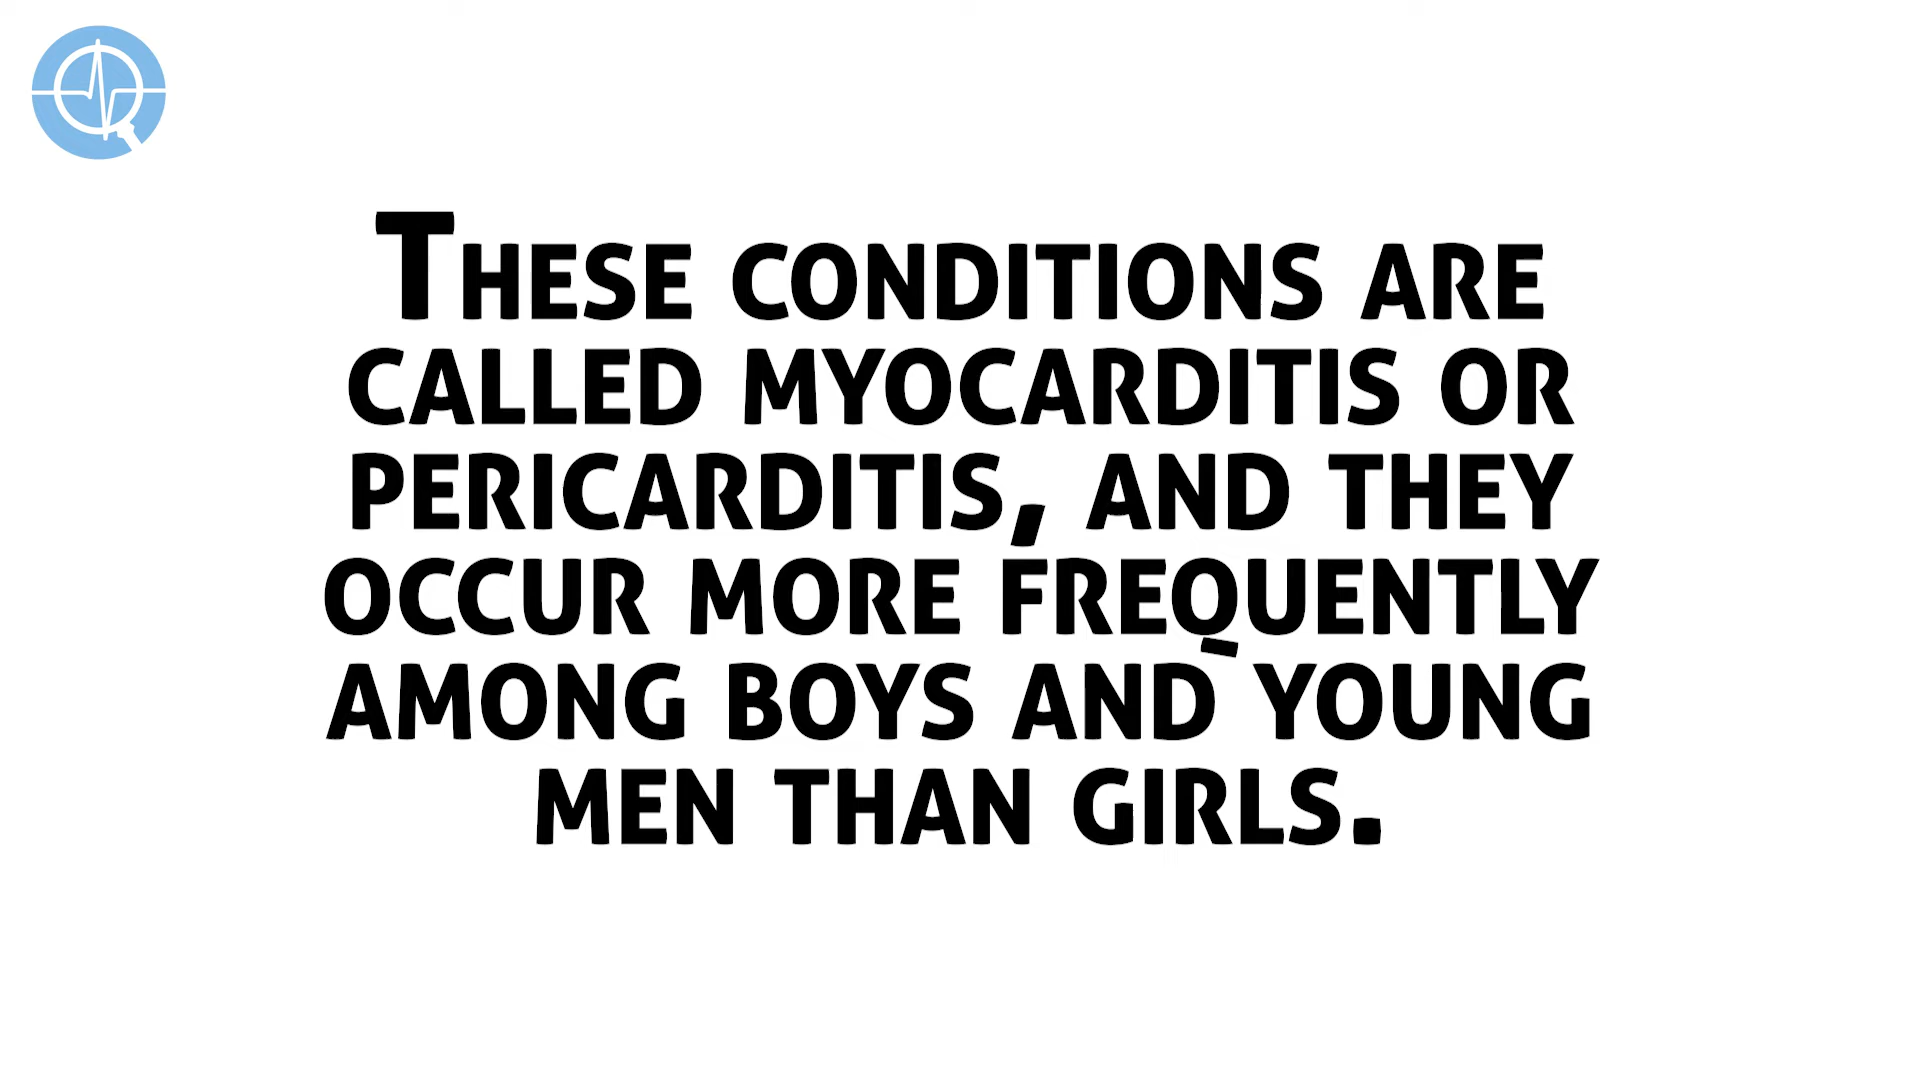 These conditions are
called myocarditis or
pericarditis, and they
occur more frequently
among boys and young
men than girls.